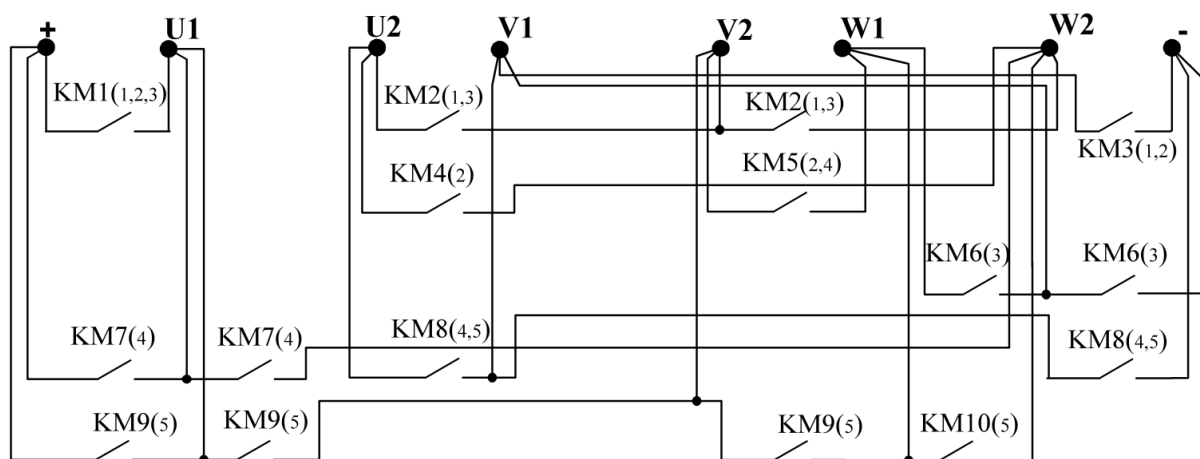 + U1 U2 V1 V2 W1 W2 -
KM1(1,2,3) KM2(1,3) KM2(1,3)
KM3(1,2)
KM4(2) KM5(2,4)
KM6(3) KM6(3)
KM7(4) KM7(4) KM8(4,5) KM8(4,5)
KM9(5) KM9(5) KM9(5) KM10(5)